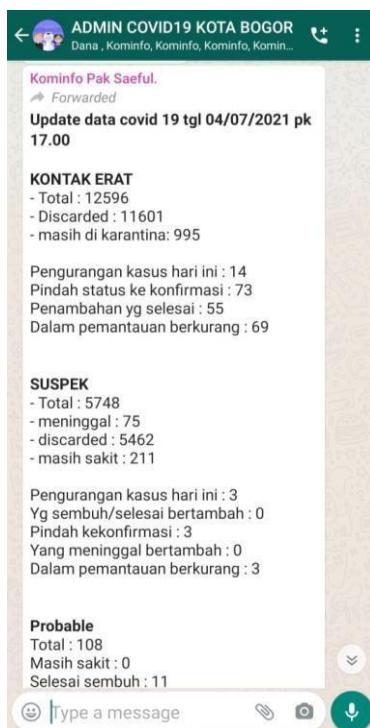 ADMIN COVID19 KOTA BOGOR
Dana , Kominfo, Kominfo, Kominfo, Komin...
Kominfo Pak Saeful.
Forwarded
Update data covid 19 tgl 04/07/2021 pk
17.00
KONTAK ERAT
- Total : 12596
- Discarded : 11601
- masih di karantina: 995
Pengurangan kasus hari ini : 14
Pindah status ke konfirmasi : 73
Penambahan yg selesai : 55
Dalam pemantauan berkurang : 69
SUSPEK
- Total : 5748
- meninggal : 75
- discarded : 5462
- masih sakit : 211
Pengurangan kasus hari ini : 3
Yg sembuh/selesai bertambah : 0
Pindah kekonfirmasi : 3
Yang meninggal bertambah : 0
Dalam pemantauan berkurang : 3
Probable
Total : 108
Masih sakit : 0
Selesai sembuh : 11
Type a message